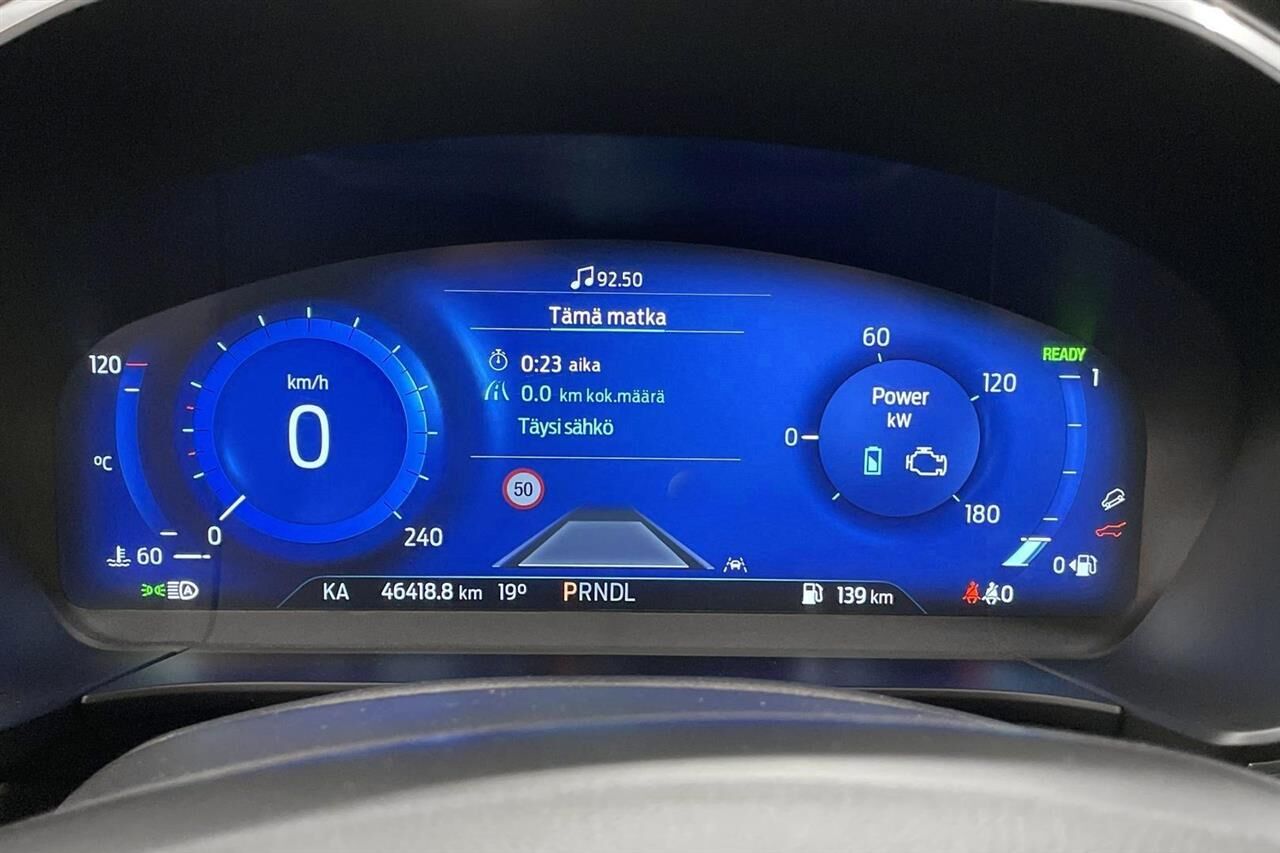 92.50
Tämä matka
0:23 aika
0.0 km kok.määrä
Täysi sähkö
50
120
°C
60
km/h
0
0
240
60
0
120
180
Power
kW
READY
1
0
A
KA 46418.8 km 19° PRNDL 139 km
0